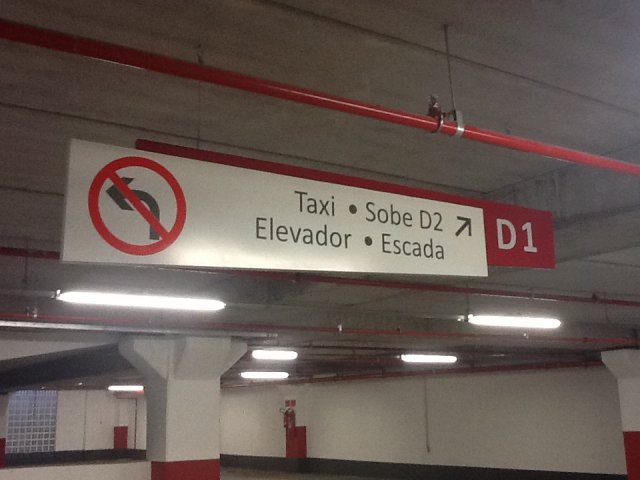 Taxi • Sobe D2
Elevador • Escada
D1